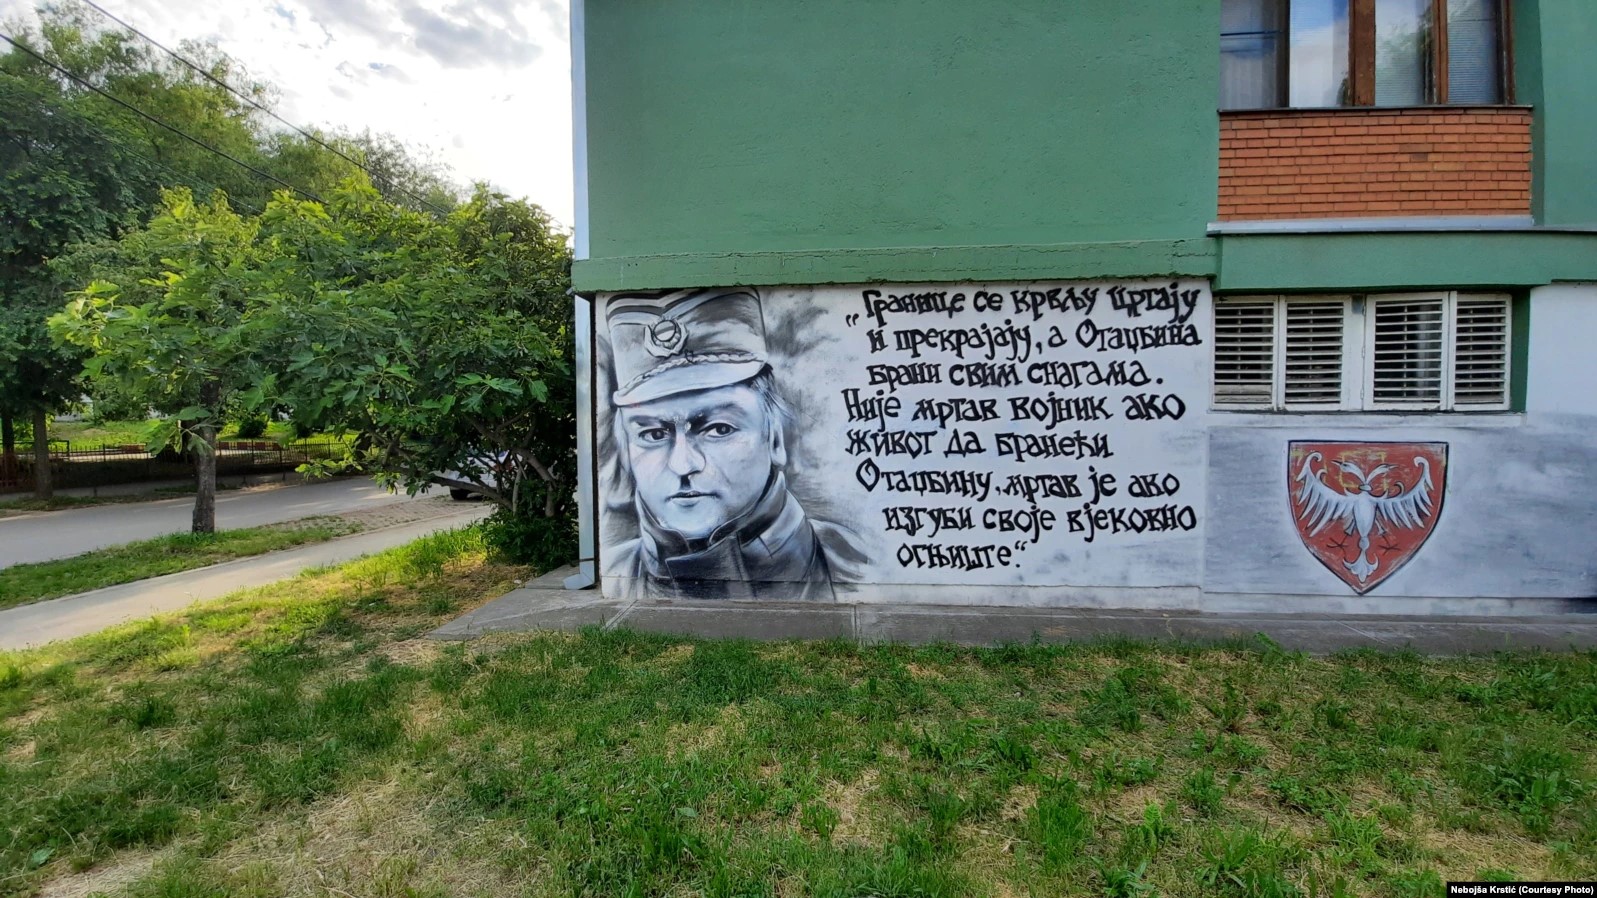 „Границе се крвљу цртају
и прекрајају, а Отаџбина
брани свим снагама.
Није мртав војник ако
живот да бранећи
Отаџбину, мртав је ако
изгуби своје вјековно
огњиште.“
Nebojša Krstić (Courtesy Photo)